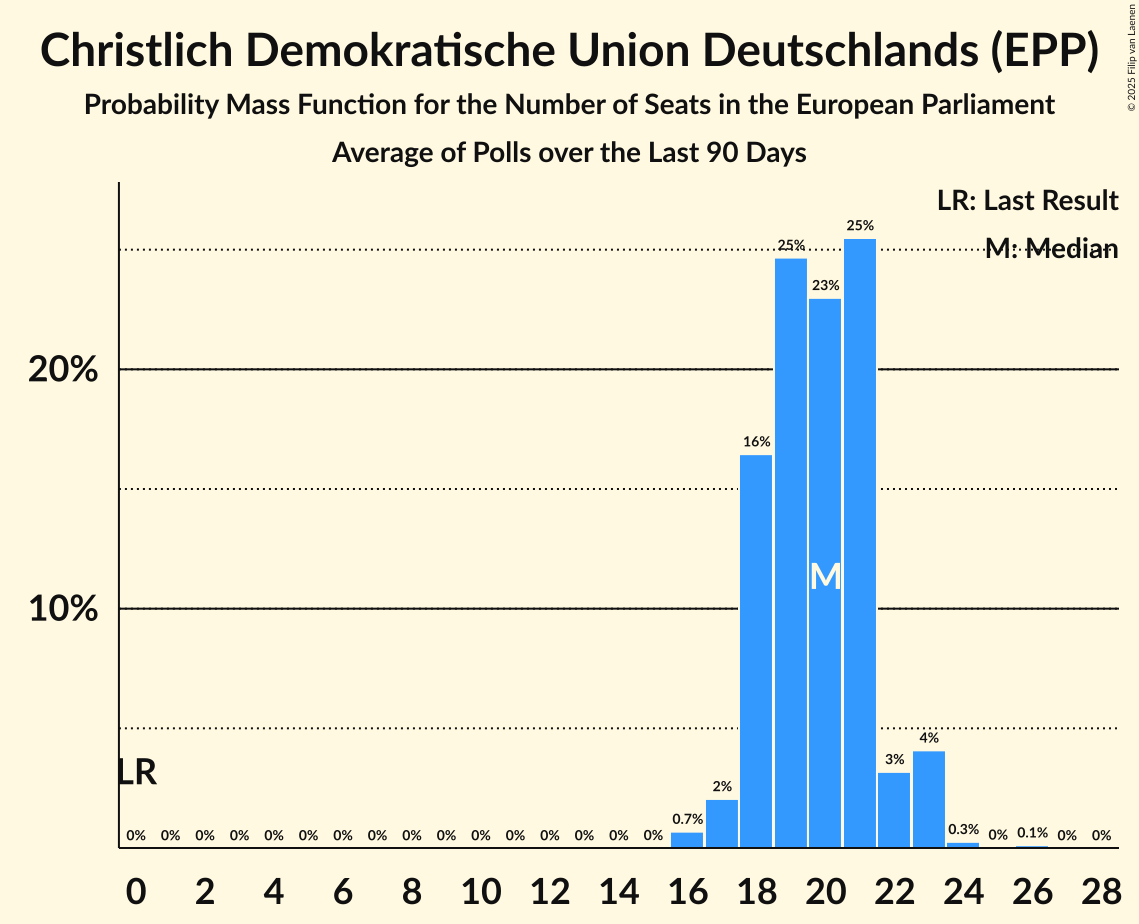 Christlich Demokratische Union Deutschlands (EPP)
Probability Mass Function for the Number of Seats in the European Parliament
Average of Polls over the Last 90 Days
© 2025 Filip van Laenen
LR: Last Result
M: Median
20%
10%
LR
M
0% 0% 0% 0% 0% 0% 0% 0% 0% 0% 0% 0% 0% 0% 0% 0% 0.7% 2% 16% 25% 23% 25% 3% 4% 0.3% 0% 0.1% 0% 0%
0 2 4 6 8 10 12 14 16 18 20 22 24 26 28